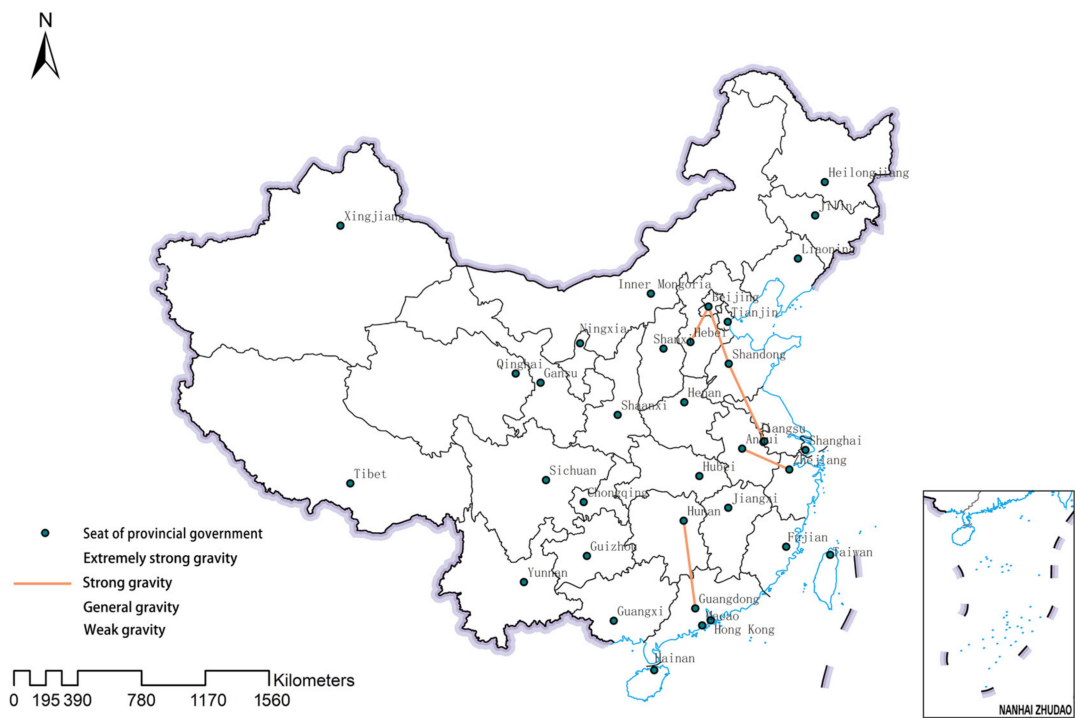 N
Heilongjiang
Jilin
Xingjiang
Liaoning
Inner Mongoria
Beijing
Tianjin
Ningxia
Shanxi
Hebei
Qinghai
Gansu
Shandong
Henan
Shaanxi
Jiangsu
Anhui
Shanghai
Zhejiang
Tibet
Sichuan
Hubei
Chongqing
Jiangxi
Hunan
Seat of provincial government
Guizhou
Fujian
Taiwan
Extremely strong gravity
Yunnan
Strong gravity
Guangdong
General gravity
Guangxi
Macao
Weak gravity
Hong Kong
Hainan
Kilometers
0 195 390 780 1170 1560
NANHAI ZHUDAO